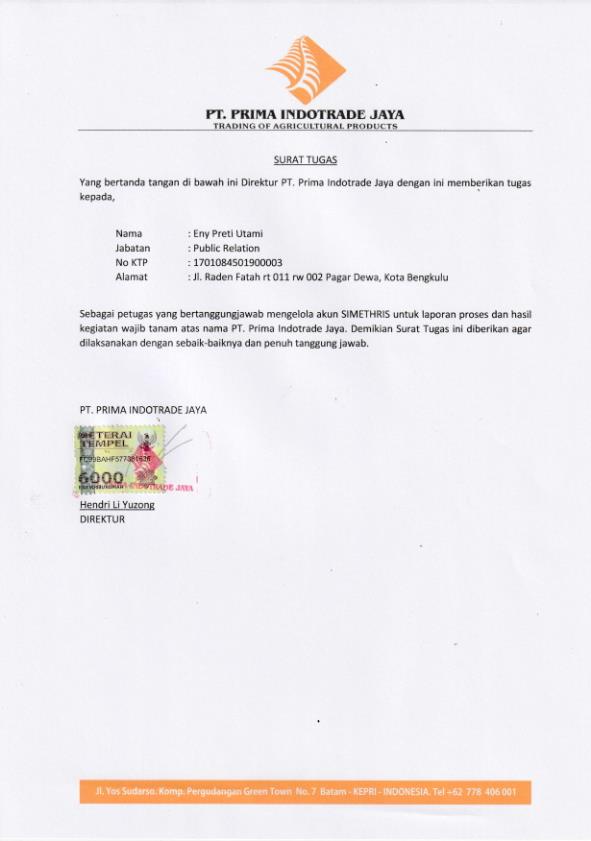 PT. PRIMA INDOTRADE JAYA
TRADING OF AGRICULTURAL PRODUCTS
SURAT TUGAS
Yang bertanda tangan di bawah ini Direktur PT. Prima Indotrade Jaya dengan ini memberikan tugas
kepada,
Nama : Eny Preti Utami
Jabatan : Public Relation
No KTP : 1701084501900003
Alamat : Jl. Raden Fatah rt 011 rw 002 Pagar Dewa, Kota Bengkulu
Sebagai petugas yang bertanggungjawab mengelola akun SIMETHRIS untuk laporan proses dan hasil
kegiatan wajib tanam atas nama PT. Prima Indotrade Jaya. Demikian Surat Tugas ini diberikan agar
dilaksanakan dengan sebaik-baiknya dan penuh tanggung jawab.
PT. PRIMA INDOTRADE JAYA
METERAI
TEMPEL
6000
INDOTRADE JAYA
Hendri Li Yuzong
DIREKTUR
Jl. Yos Sudarso. Komp. Pergudangan Green Town No. 7 Batam - KEPRI - INDONESIA. Tel +62 778 406 001